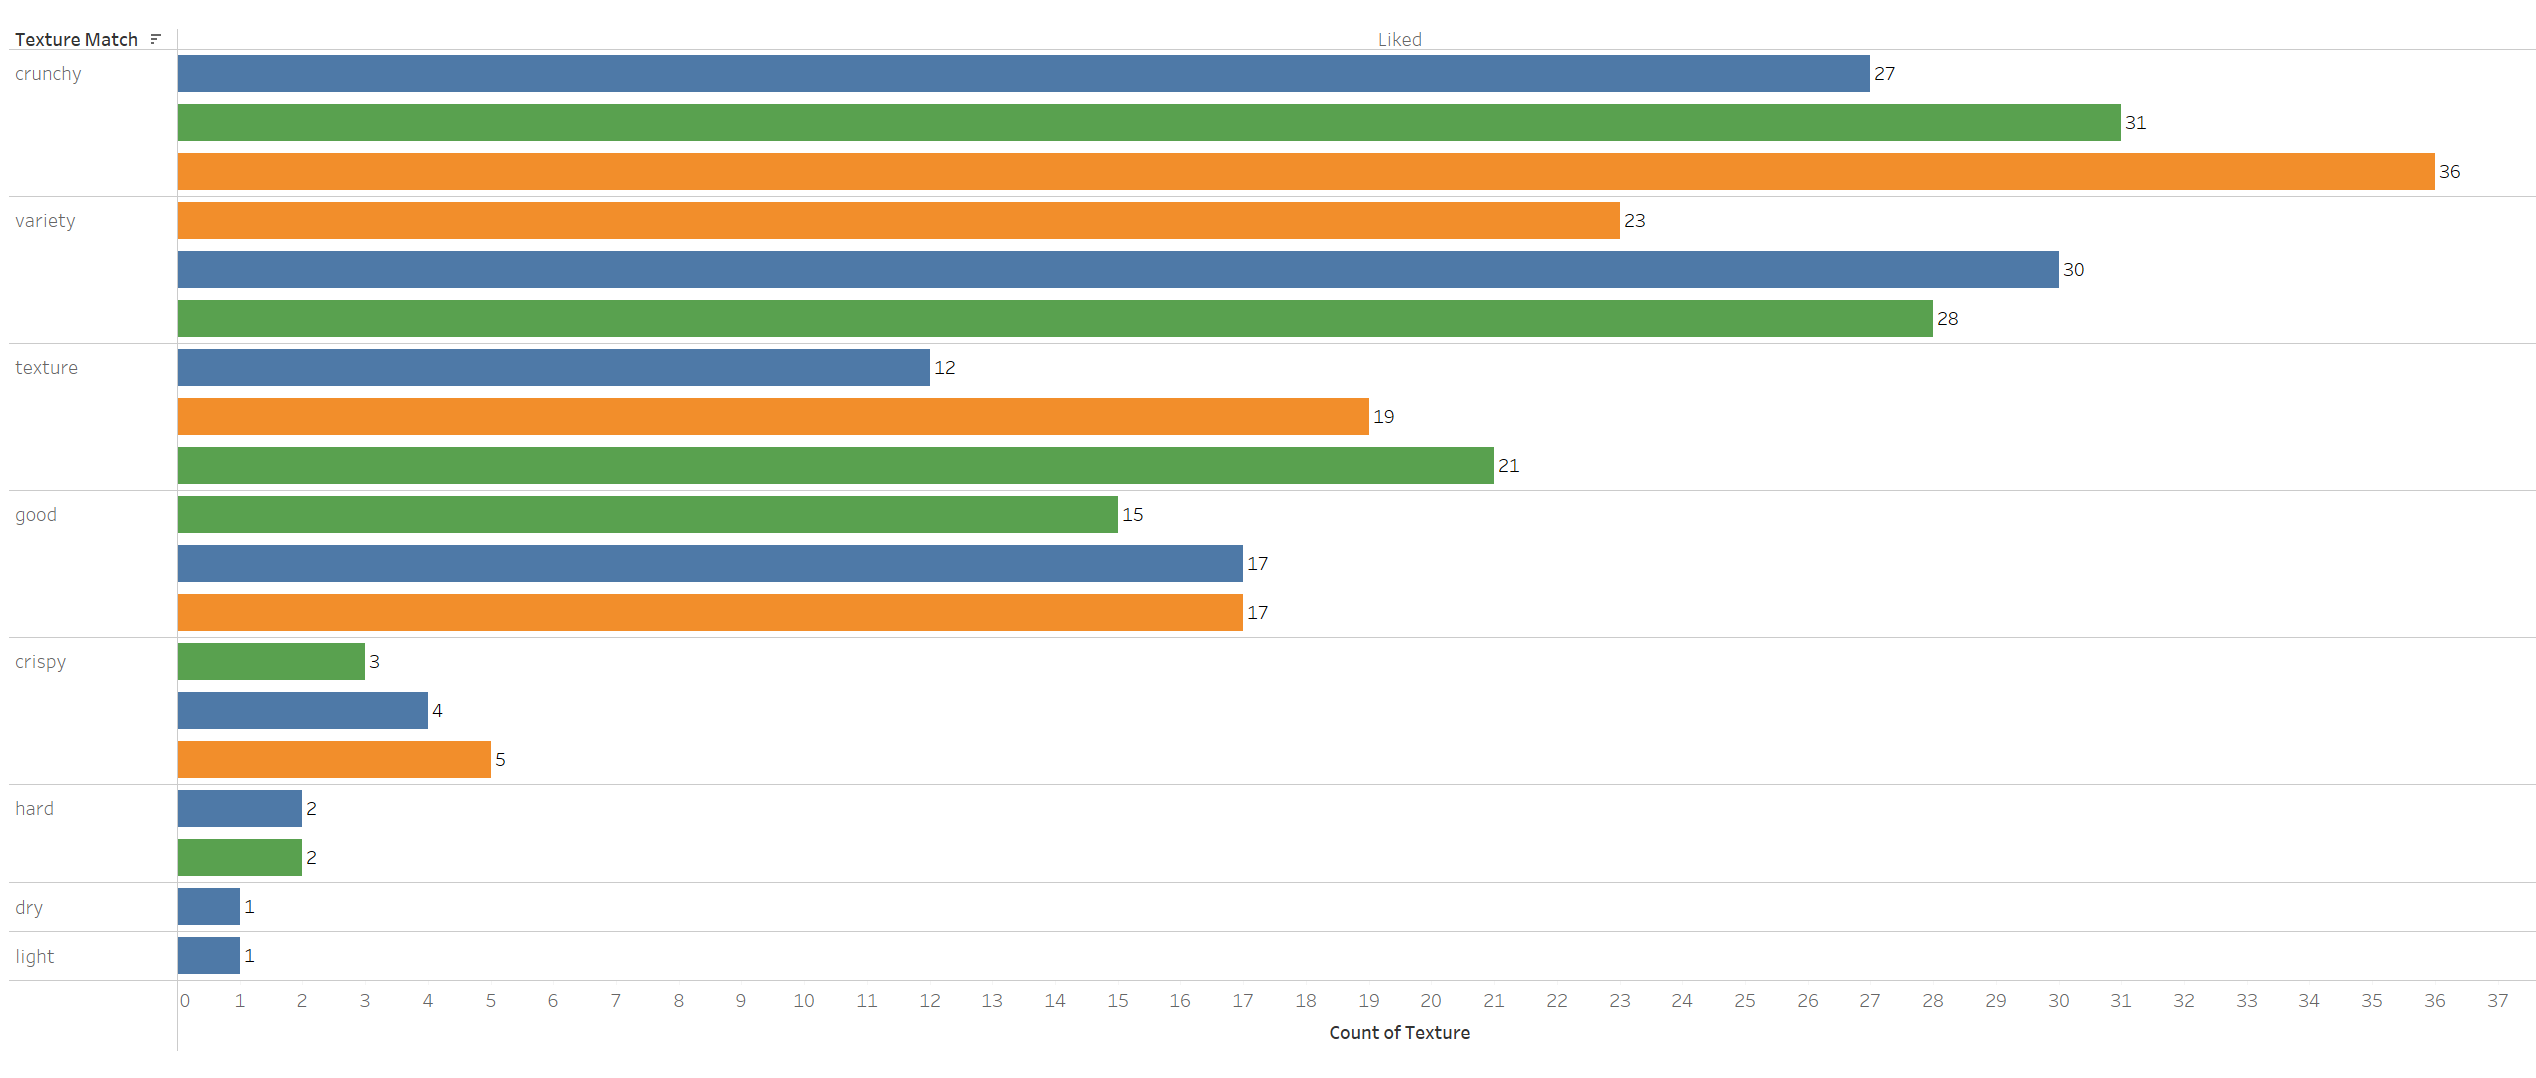 Texture Match
Liked
crunchy
27
31
36
variety
23
30
28
texture
12
19
21
good
15
17
17
crispy
3
4
5
hard
2
2
dry
1
light
1
0 1 2 3 4 5 6 7 8 9 10 11 12 13 14 15 16 17 18 19 20 21 22 23 24 25 26 27 28 29 30 31 32 33 34 35 36 37
Count of Texture